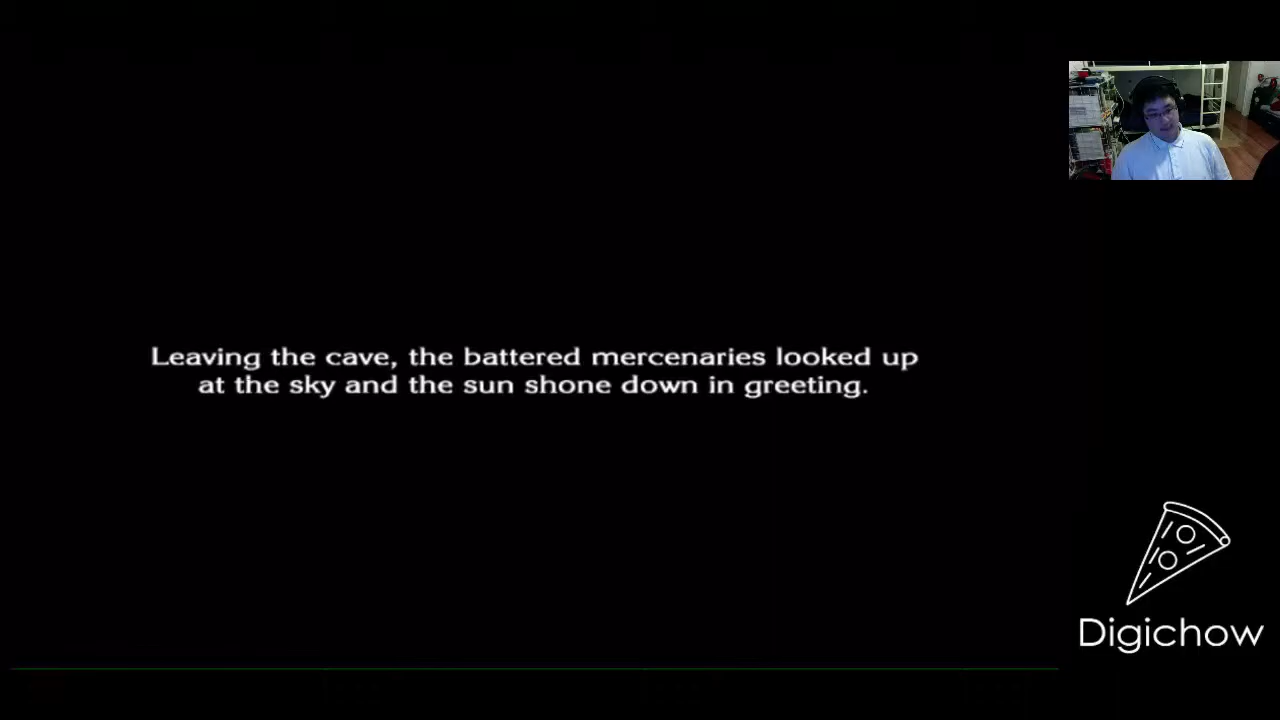 Leaving the cave, the battered mercenaries looked up
at the sky and the sun shone down in greeting.
Digichow